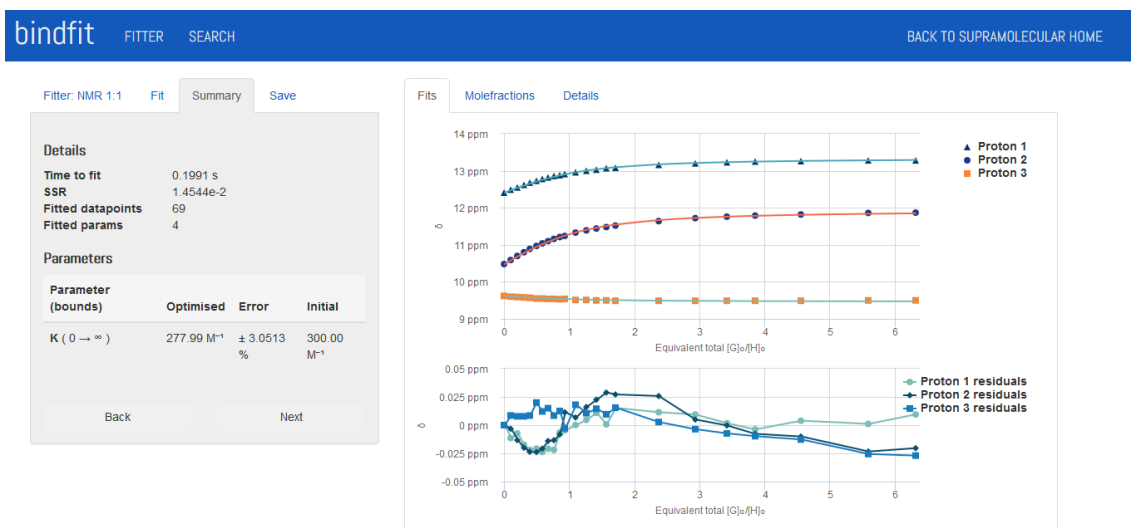 bindfit FITTER SEARCH BACK TO SUPRAMOLECULAR HOME
Fitter: NMR 1:1 Fit Summary Save
Details
Time to fit 0.1991 s
SSR 1.4544e-2
Fitted datapoints 69
Fitted params 4
Parameters
Parameter
(bounds) Optimised Error Initial
K ( 0 → ∞ ) 277.99 M⁻¹ ± 3.0513 300.00
% M⁻¹
Back Next
Fits Molefractions Details
14 ppm
13 ppm
12 ppm
11 ppm
10 ppm
9 ppm
δ
0 1 2 3 4 5 6
Equivalent total [G]₀/[H]₀
Proton 1
Proton 2
Proton 3
0.05 ppm
0.025 ppm
0 ppm
-0.025 ppm
-0.05 ppm
δ
0 1 2 3 4 5 6
Equivalent total [G]₀/[H]₀
Proton 1 residuals
Proton 2 residuals
Proton 3 residuals